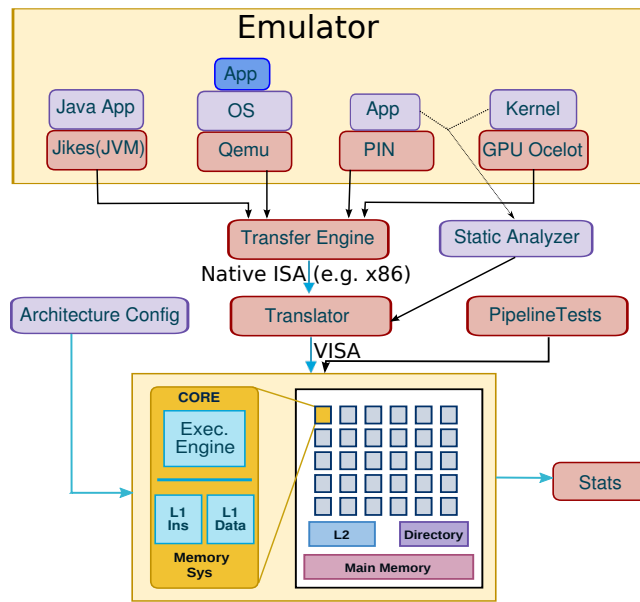 Emulator
App
Java App
OS
App
Kernel
Jikes(JVM)
Qemu
PIN
GPU Ocelot
Transfer Engine
Static Analyzer
Native ISA (e.g. x86)
Architecture Config
Translator
PipelineTests
VISA
CORE
Exec.
Engine
L1
Ins
L1
Data
Memory
Sys
L2
Directory
Main Memory
Stats